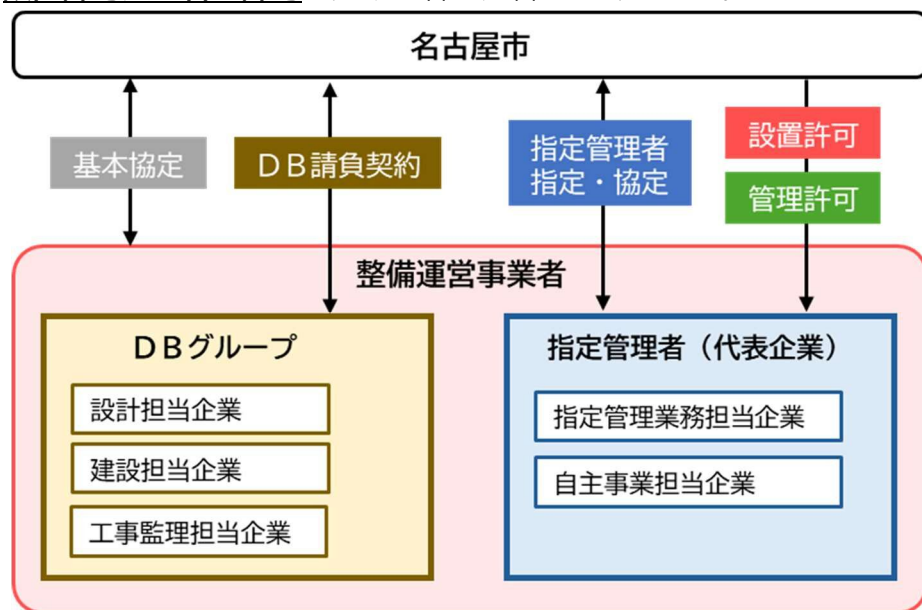 名古屋市
基本協定
ＤＢ請負契約
指定管理者
指定・協定
設置許可
管理許可
整備運営事業者
ＤＢグループ
設計担当企業
建設担当企業
工事監理担当企業
指定管理者（代表企業）
指定管理業務担当企業
自主事業担当企業